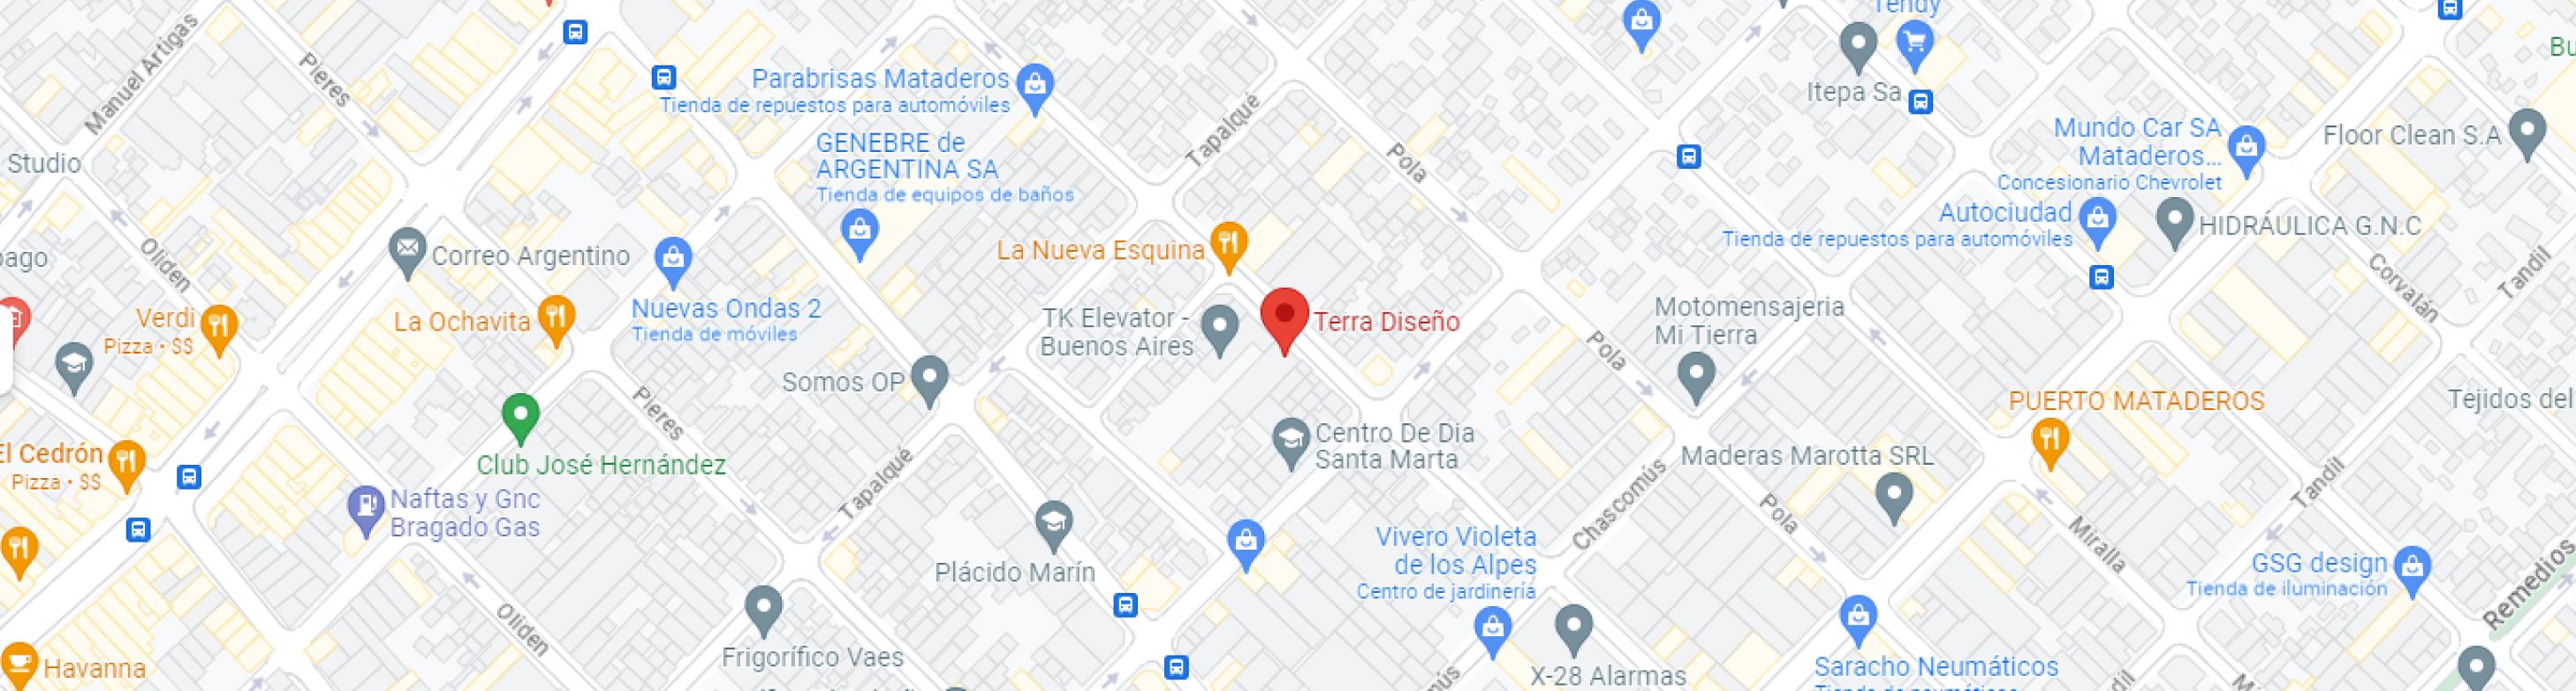 Manuel Artigas
Pieres
Tendy
Itepa Sa
Parabrisas Mataderos
Tienda de repuestos para automóviles
GENEBRE de
ARGENTINA SA
Tienda de equipos de baños
Tapalqué
Pola
Mundo Car SA
Mataderos...
Concesionario Chevrolet
Floor Clean S.A
Studio
Autociudad
Tienda de repuestos para automóviles
HIDRÁULICA G.N.C
Oliden
Correo Argentino
La Nueva Esquina
Corvalán
Tandil
Nuevas Ondas 2
Tienda de móviles
Verdi
Pizza • $$
La Ochavita
TK Elevator -
Buenos Aires
Terra Diseño
Motomensajeria
Mi Tierra
Pola
Somos OP
Pieres
PUERTO MATADEROS
Tejidos del
El Cedrón
Pizza • $$
Club José Hernández
Centro De Dia
Santa Marta
Maderas Marotta SRL
Tapalqué
Chascomús
Tandil
Naftas y Gnc
Bragado Gas
Pola
Miralla
Vivero Violeta
de los Alpes
Centro de jardinería
Plácido Marín
GSG design
Tienda de iluminación
Remedios
Oliden
Frigorífico Vaes
Havanna
X-28 Alarmas
Saracho Neumáticos